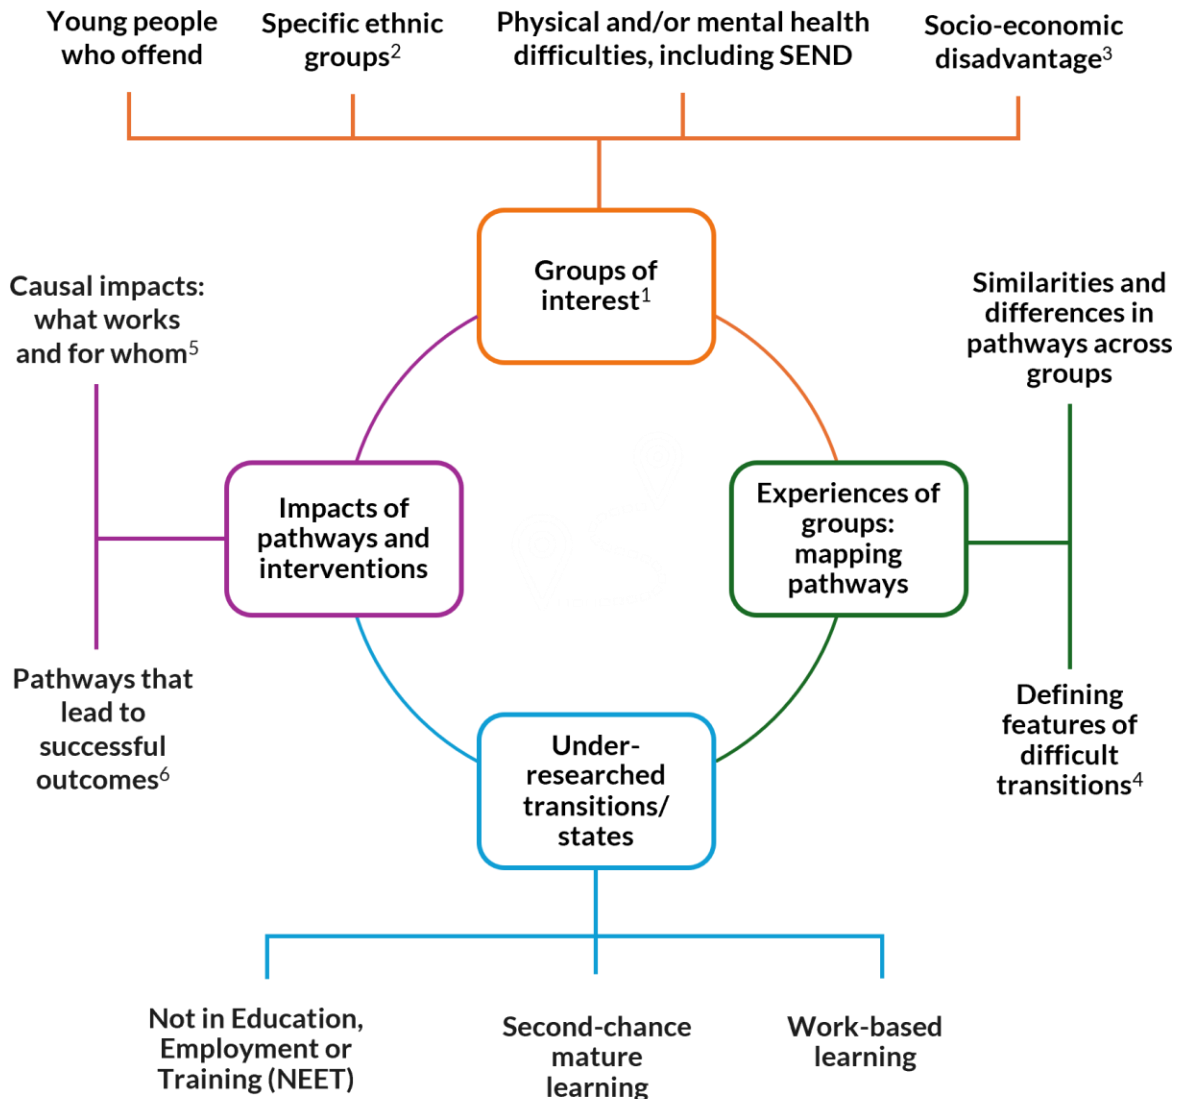 Young people
who offend
Specific ethnic
groups²
Physical and/or mental health
difficulties, including SEND
Socio-economic
disadvantage³
Groups of
interest¹
Causal impacts:
what works
and for whom⁵
Similarities and
differences in
pathways across
groups
Impacts of
pathways and
interventions
Experiences of
groups:
mapping
pathways
Pathways that
lead to
successful
outcomes⁶
Defining
features of
difficult
transitions⁴
Under-
researched
transitions/
states
Not in Education,
Employment or
Training (NEET)
Second-chance
mature
learning
Work-based
learning